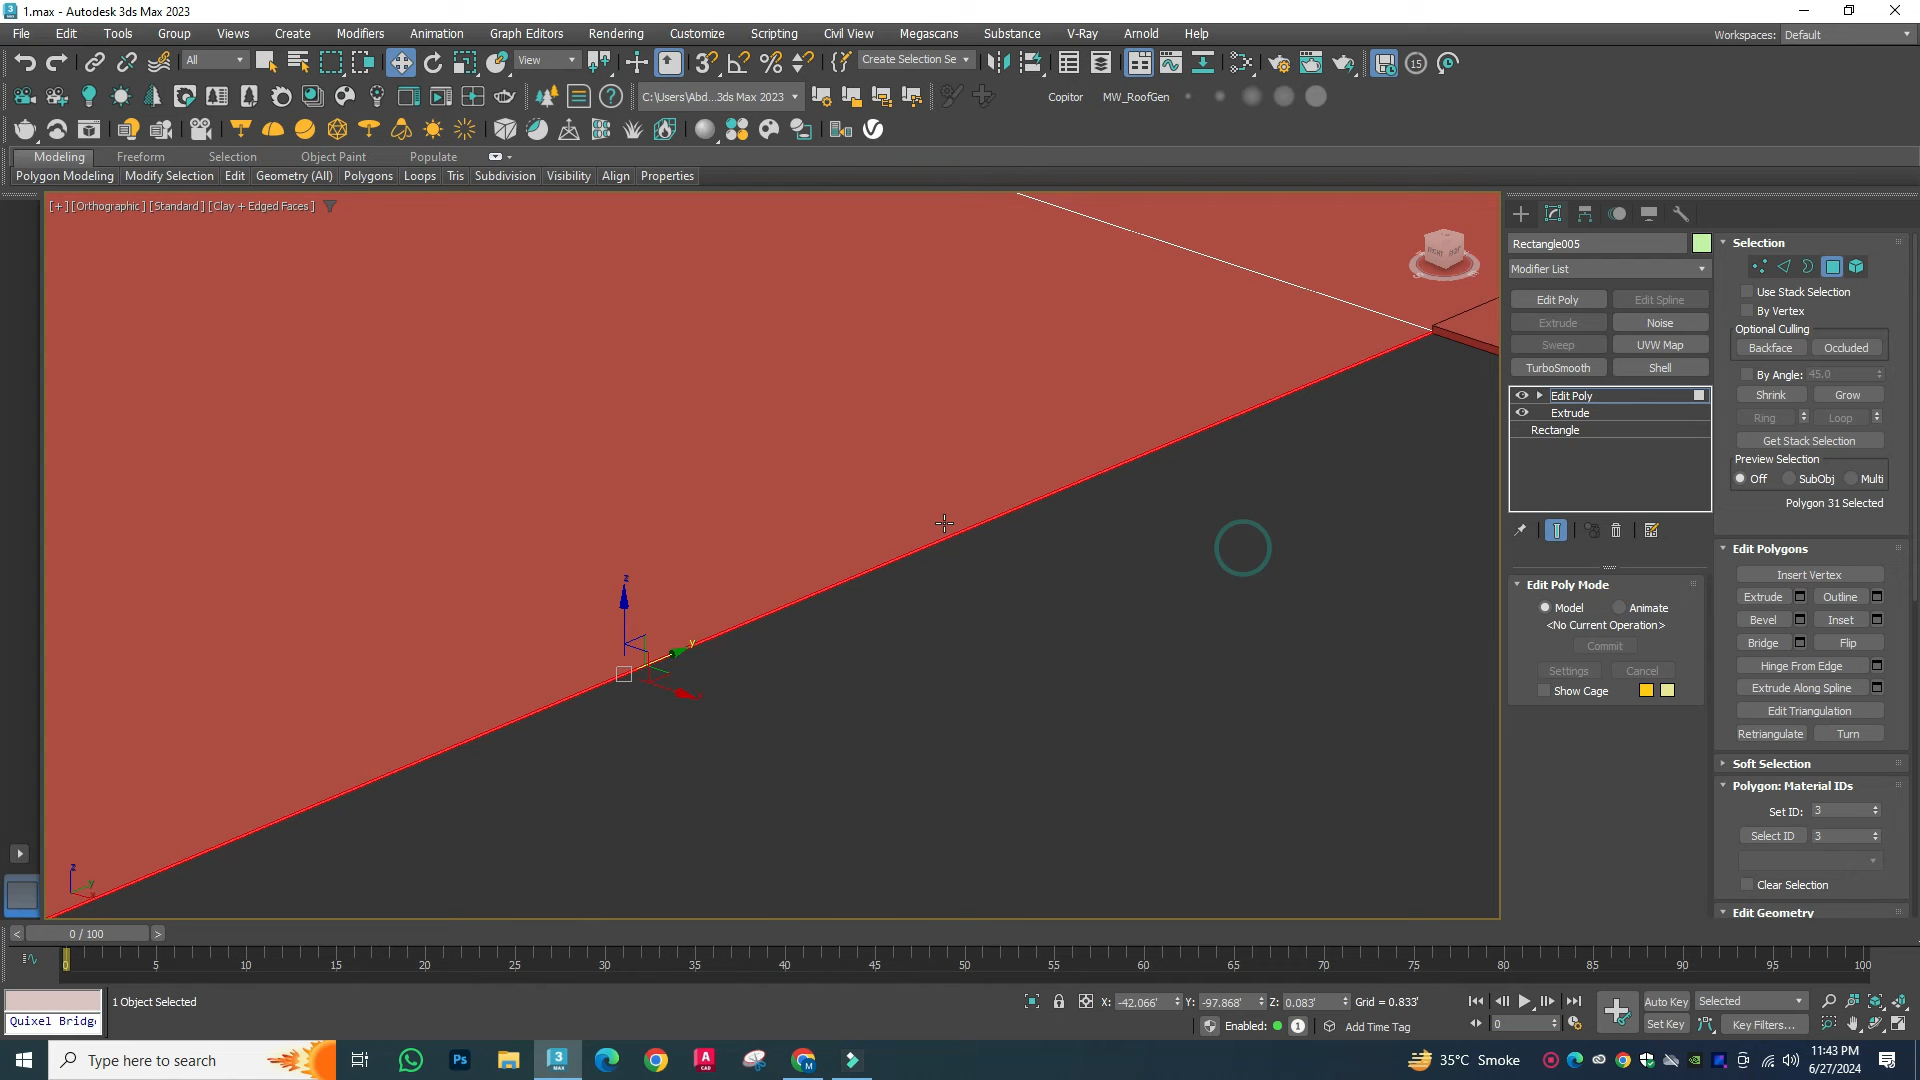 1.max - Autodesk 3ds Max 2023
File Edit Tools Group Views Create Modifiers Animation Graph Editors Rendering Customize Scripting Civil View Megascans Substance V-Ray Arnold Help
Workspaces: Default
All View Create Selection Se 15
C:\Users\Abd...3ds Max 2023 Copitor MW_RoofGen
Modeling Freeform Selection Object Paint Populate
Polygon Modeling Modify Selection Edit Geometry (All) Polygons Loops Tris Subdivision Visibility Align Properties
[+] [Orthographic] [Standard] [Clay + Edged Faces]
z
y
z
y
Rectangle005
Modifier List
Edit Poly Edit Spline
Extrude Noise
Sweep UVW Map
TurboSmooth Shell
Edit Poly
Extrude
Rectangle
Edit Poly Mode
Model Animate
<No Current Operation>
Commit
Settings Cancel
Show Cage
Selection
Use Stack Selection
By Vertex
Optional Culling
Backface Occluded
By Angle: 45.0
Shrink Grow
Ring Loop
Get Stack Selection
Preview Selection
Off SubObj Multi
Polygon 31 Selected
Edit Polygons
Insert Vertex
Extrude Outline
Bevel Inset
Bridge Flip
Hinge From Edge
Extrude Along Spline
Edit Triangulation
Retriangulate Turn
Soft Selection
Polygon: Material IDs
Set ID: 3
Select ID 3
Clear Selection
Edit Geometry
< 0 / 100 >
0 5 10 15 20 25 30 35 40 45 50 55 60 65 70 75 80 85 90 95 100
1 Object Selected
X: -42.066' Y: -97.868' Z: 0.083' Grid = 0.833'
Auto Key Selected
Quixel Bridg
Enabled: 1 Add Time Tag
0
Set Key Key Filters...
Type here to search
35°C Smoke
11:43 PM
6/27/2024